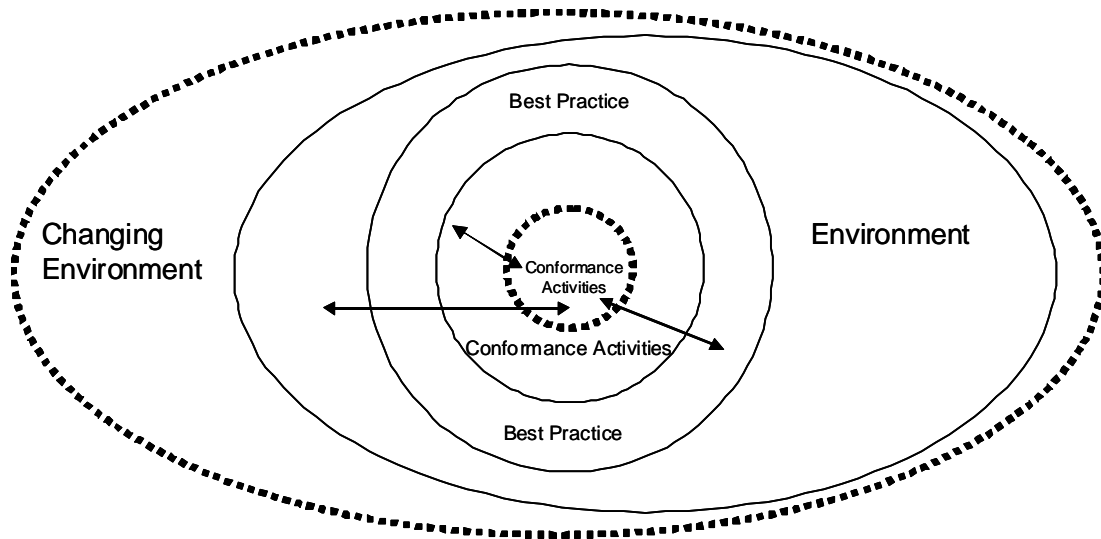 Best Practice
Changing
Environment
Environment
Conformance
Activities
Conformance Activities
Best Practice